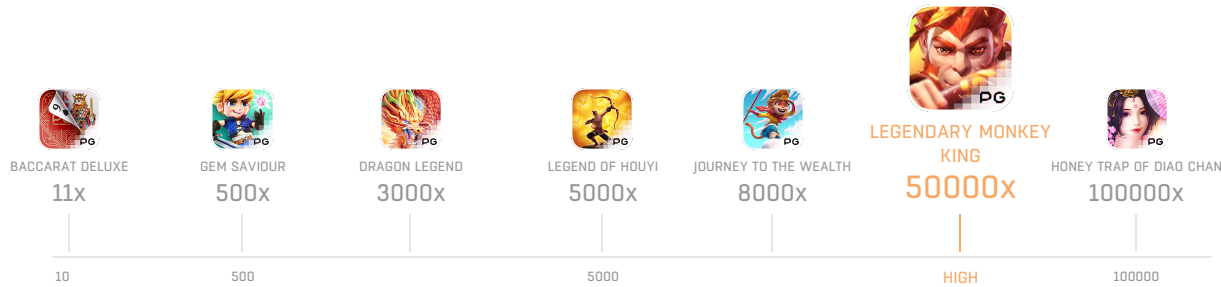 PG
PG
PG
PG
PG
PG
PG
BACCARAT DELUXE
11x
GEM SAVIOUR
500x
DRAGON LEGEND
3000x
LEGEND OF HOUYI
5000x
JOURNEY TO THE WEALTH
8000x
LEGENDARY MONKEY
KING
50000x
HONEY TRAP OF DIAO CHAN
100000x
10
500
5000
HIGH
100000